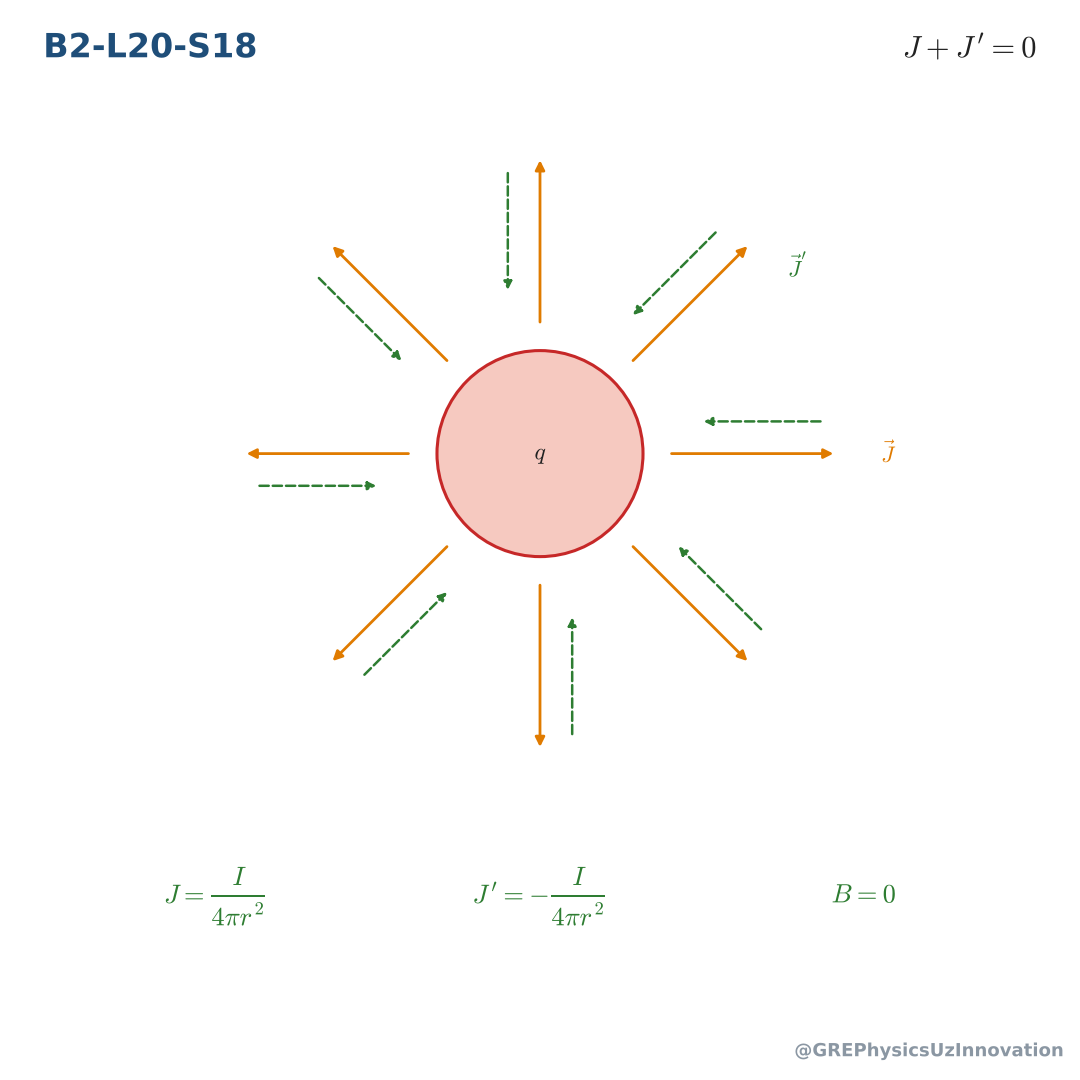 B2-L20-S18
J + J′ = 0
J⃗′
q
J⃗
J = I / 4πr²
J′ = − I / 4πr²
B = 0
@GREPhysicsUzInnovation